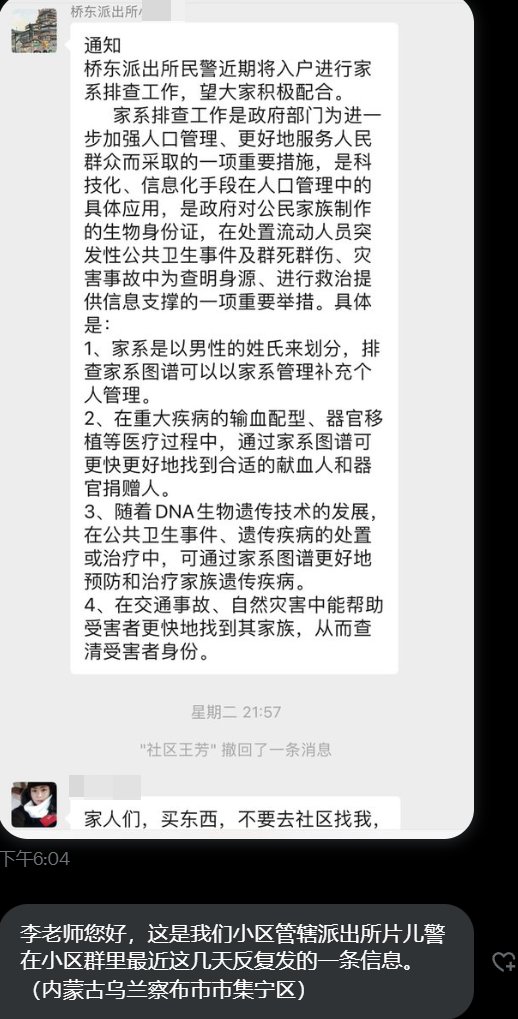 桥东派出所
通知
桥东派出所民警近期将入户进行家
系排查工作，望大家积极配合。
家系排查工作是政府部门为进一
步加强人口管理、更好地服务人民
群众而采取的一项重要措施，是科
技化、信息化手段在人口管理中的
具体应用，是政府对公民家族制作
的生物身份证，在处置流动人员突
发性公共卫生事件及群死群伤、灾
害事故中为查明身源、进行救治提
供信息支撑的一项重要举措。具体
是：
1、家系是以男性的姓氏来划分，排
查家系图谱可以以家系管理补充个
人管理。
2、在重大疾病的输血配型、器官移
植等医疗过程中，通过家系图谱可
更快更好地找到合适的献血人和器
官捐赠人。
3、随着DNA生物遗传技术的发展，
在公共卫生事件、遗传疾病的处置
或治疗中，可通过家系图谱更好地
预防和治疗家族遗传疾病。
4、在交通事故、自然灾害中能帮助
受害者更快地找到其家族，从而查
清受害者身份。
星期二 21:57
"社区王芳" 撤回了一条消息
家人们，买东西，不要去社区找我，
下午6:04
李老师您好，这是我们小区管辖派出所片儿警
在小区群里最近这几天反复发的一条信息。
（内蒙古乌兰察布市市集宁区）